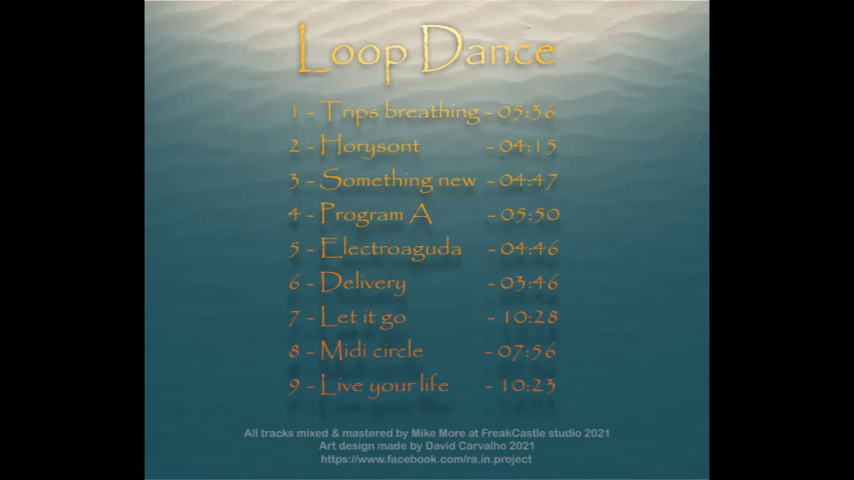 Loop Dance
1 - Trips breathing - 05:36
2 - Horysont - 04:15
3 - Something new - 04:47
4 - Program A - 05:50
5 - Electroaguda - 04:46
6 - Delivery - 03:46
7 - Let it go - 10:28
8 - Midi circle - 07:56
9 - Live your life - 10:23
All tracks mixed & mastered by Mike More at FreakCastle studio 2021
Art design made by David Carvalho 2021
https://www.facebook.com/ra.in.project